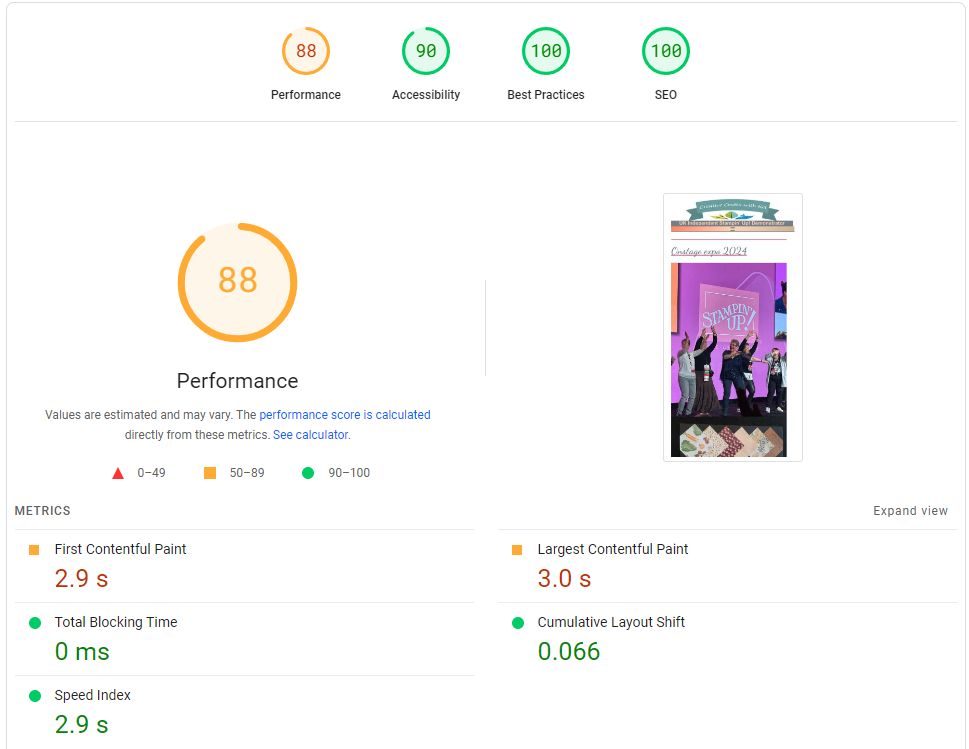 88 90 100 100
Performance Accessibility Best Practices SEO
88
Performance
Values are estimated and may vary. The performance score is calculated
directly from these metrics. See calculator.
0–49 50–89 90–100
Creative Crafts with
UK Independent Stampin' Up! Demonstrator
Onstage expo 2024
STAMPIN'
UP!
METRICS Expand view
First Contentful Paint Largest Contentful Paint
2.9 s 3.0 s
Total Blocking Time Cumulative Layout Shift
0 ms 0.066
Speed Index
2.9 s